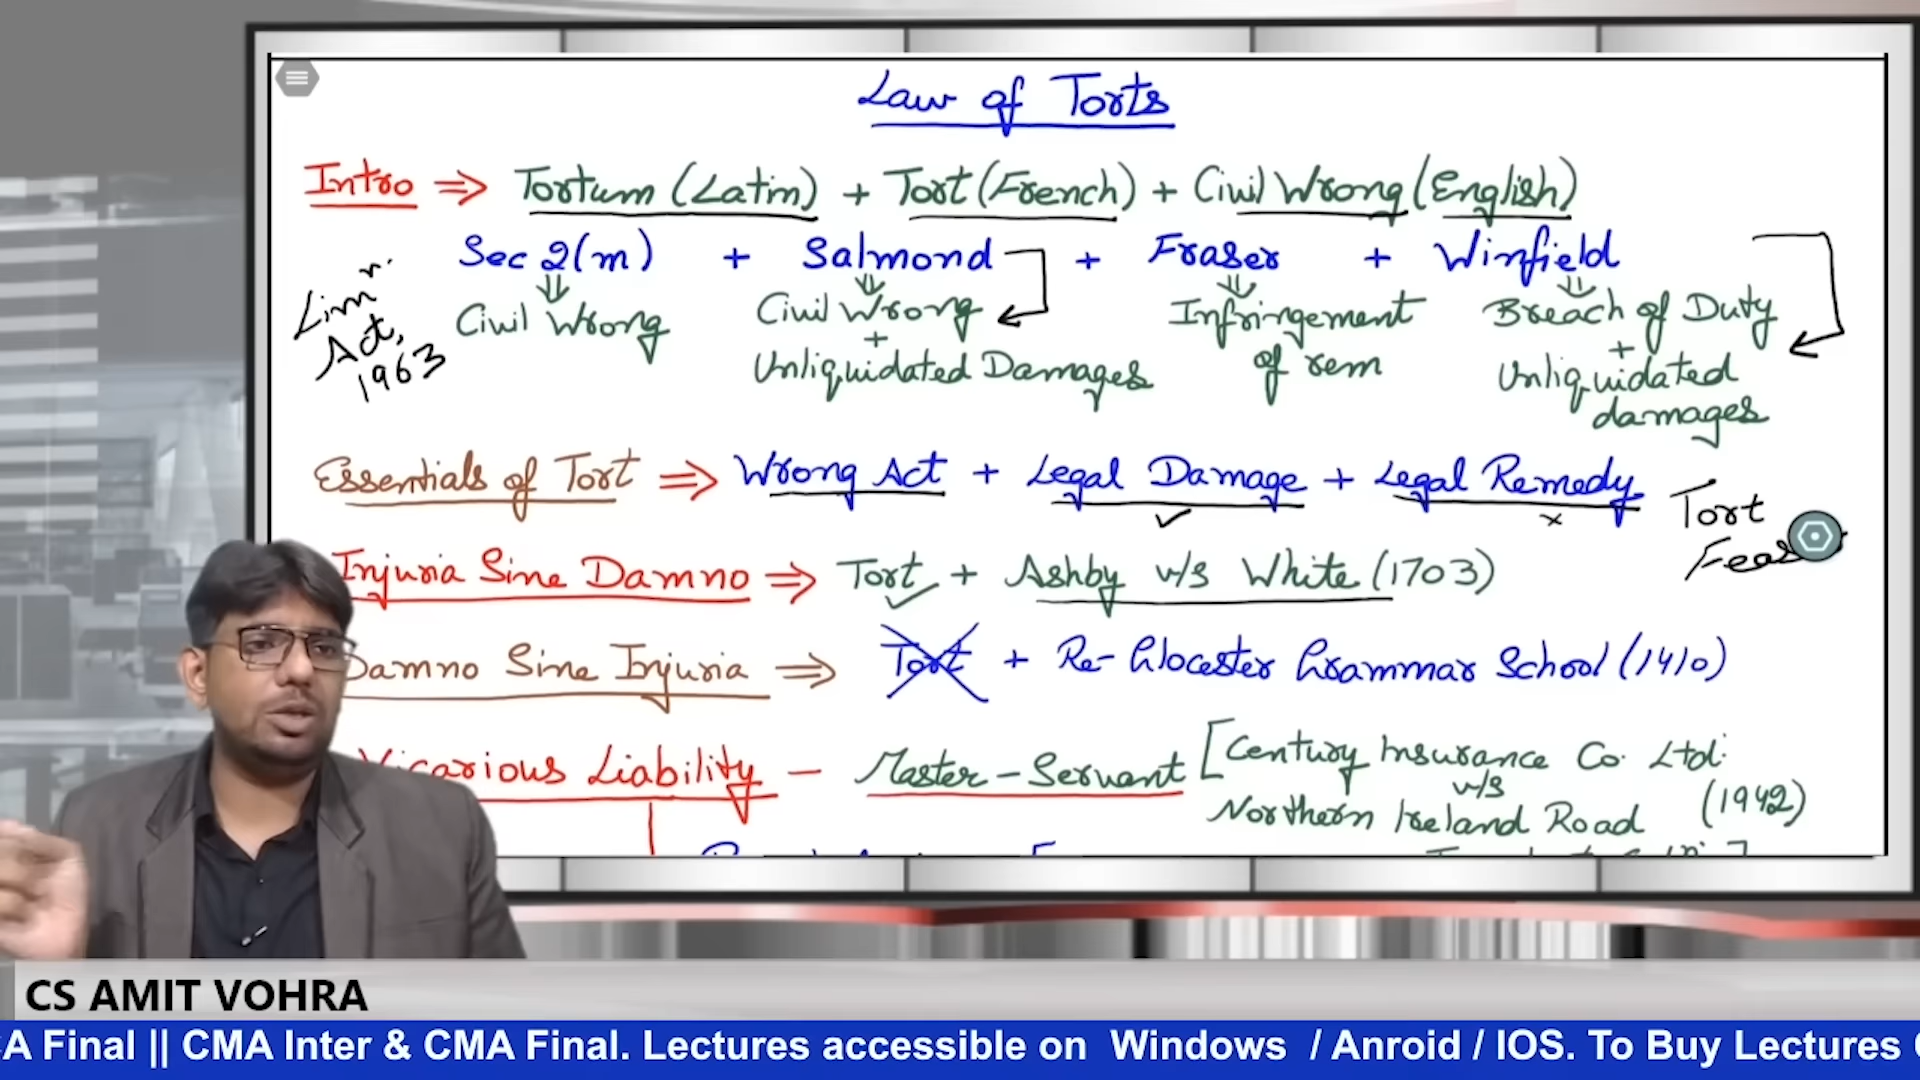 Law of Torts
Intro ⇒ Tortum (Latin) + Tort (French) + Civil Wrong (English)
Sec 2(m) + Salmond + Fraser + Winfield
Lim
Act,
1963
Civil Wrong
Civil Wrong
+
Unliquidated Damages
Infringement
of rem
Breach of Duty
+
Unliquidated
damages
Essentials of Tort ⇒ Wrong Act + Legal Damage + Legal Remedy
Tort
Injuria Sine Damno ⇒ Tort + Ashby v/s White (1703)
Damno Sine Injuria ⇒ Tort + Re- Glocester Grammar School (1410)
Vicarious Liability – Master - Servant [Century Insurance Co. Ltd.
v/s
Northern Ireland Road (1942)
CS AMIT VOHRA
A Final || CMA Inter & CMA Final. Lectures accessible on Windows / Anroid / IOS. To Buy Lectures